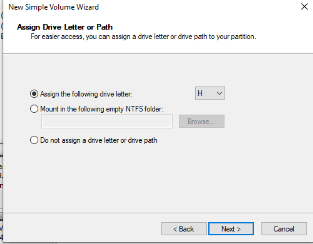 New Simple Volume Wizard
Assign Drive Letter or Path
For easier access, you can assign a drive letter or drive path to your partition.
Assign the following drive letter: H
Mount in the following empty NTFS folder:
Browse...
Do not assign a drive letter or drive path
< Back Next > Cancel